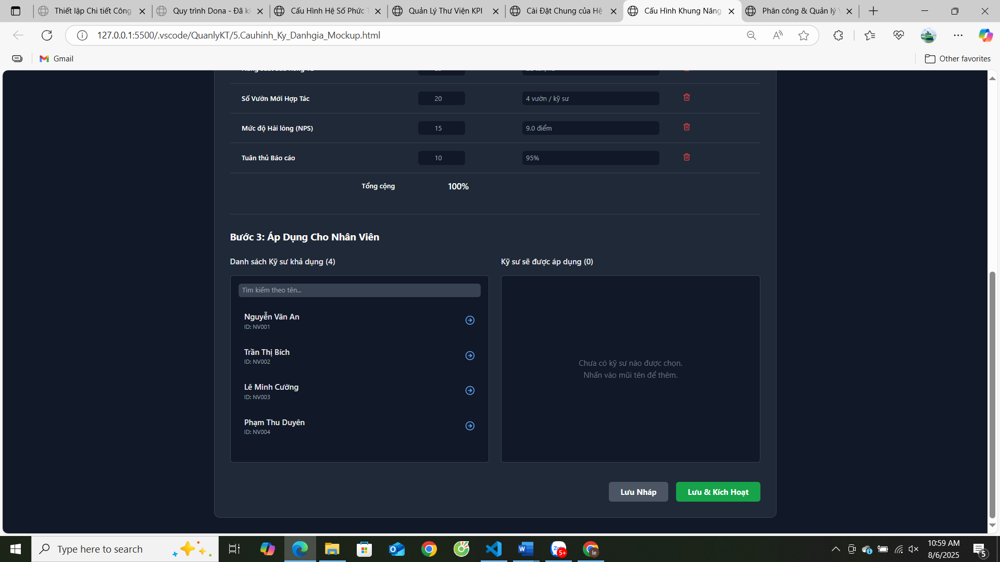 Thiết lập Chi tiết Công
Quy trình Dona - Đã kí
Cấu Hình Hệ Số Phức T
Quản Lý Thư Viện KPI
Cài Đặt Chung của Hệ
Cấu Hình Khung Năng
Phân công & Quản lý V
127.0.0.1:5500/.vscode/QuanlyKT/5.Cauhinh_Ky_Danhgia_Mockup.html
Gmail
Other favorites
Số Vườn Mới Hợp Tác 20 4 vườn / kỹ sư
Mức độ Hài lòng (NPS) 15 9.0 điểm
Tuân thủ Báo cáo 10 95%
Tổng cộng 100%
Bước 3: Áp Dụng Cho Nhân Viên
Danh sách Kỹ sư khả dụng (4)
Kỹ sư sẽ được áp dụng (0)
Tìm kiếm theo tên...
Nguyễn Văn An
ID: NV001
Trần Thị Bích
ID: NV002
Lê Minh Cường
ID: NV003
Phạm Thu Duyên
ID: NV004
Chưa có kỹ sư nào được chọn.
Nhấn vào mũi tên để thêm.
Lưu Nháp
Lưu & Kích Hoạt
Type here to search
5+
10:59 AM
8/6/2025
5